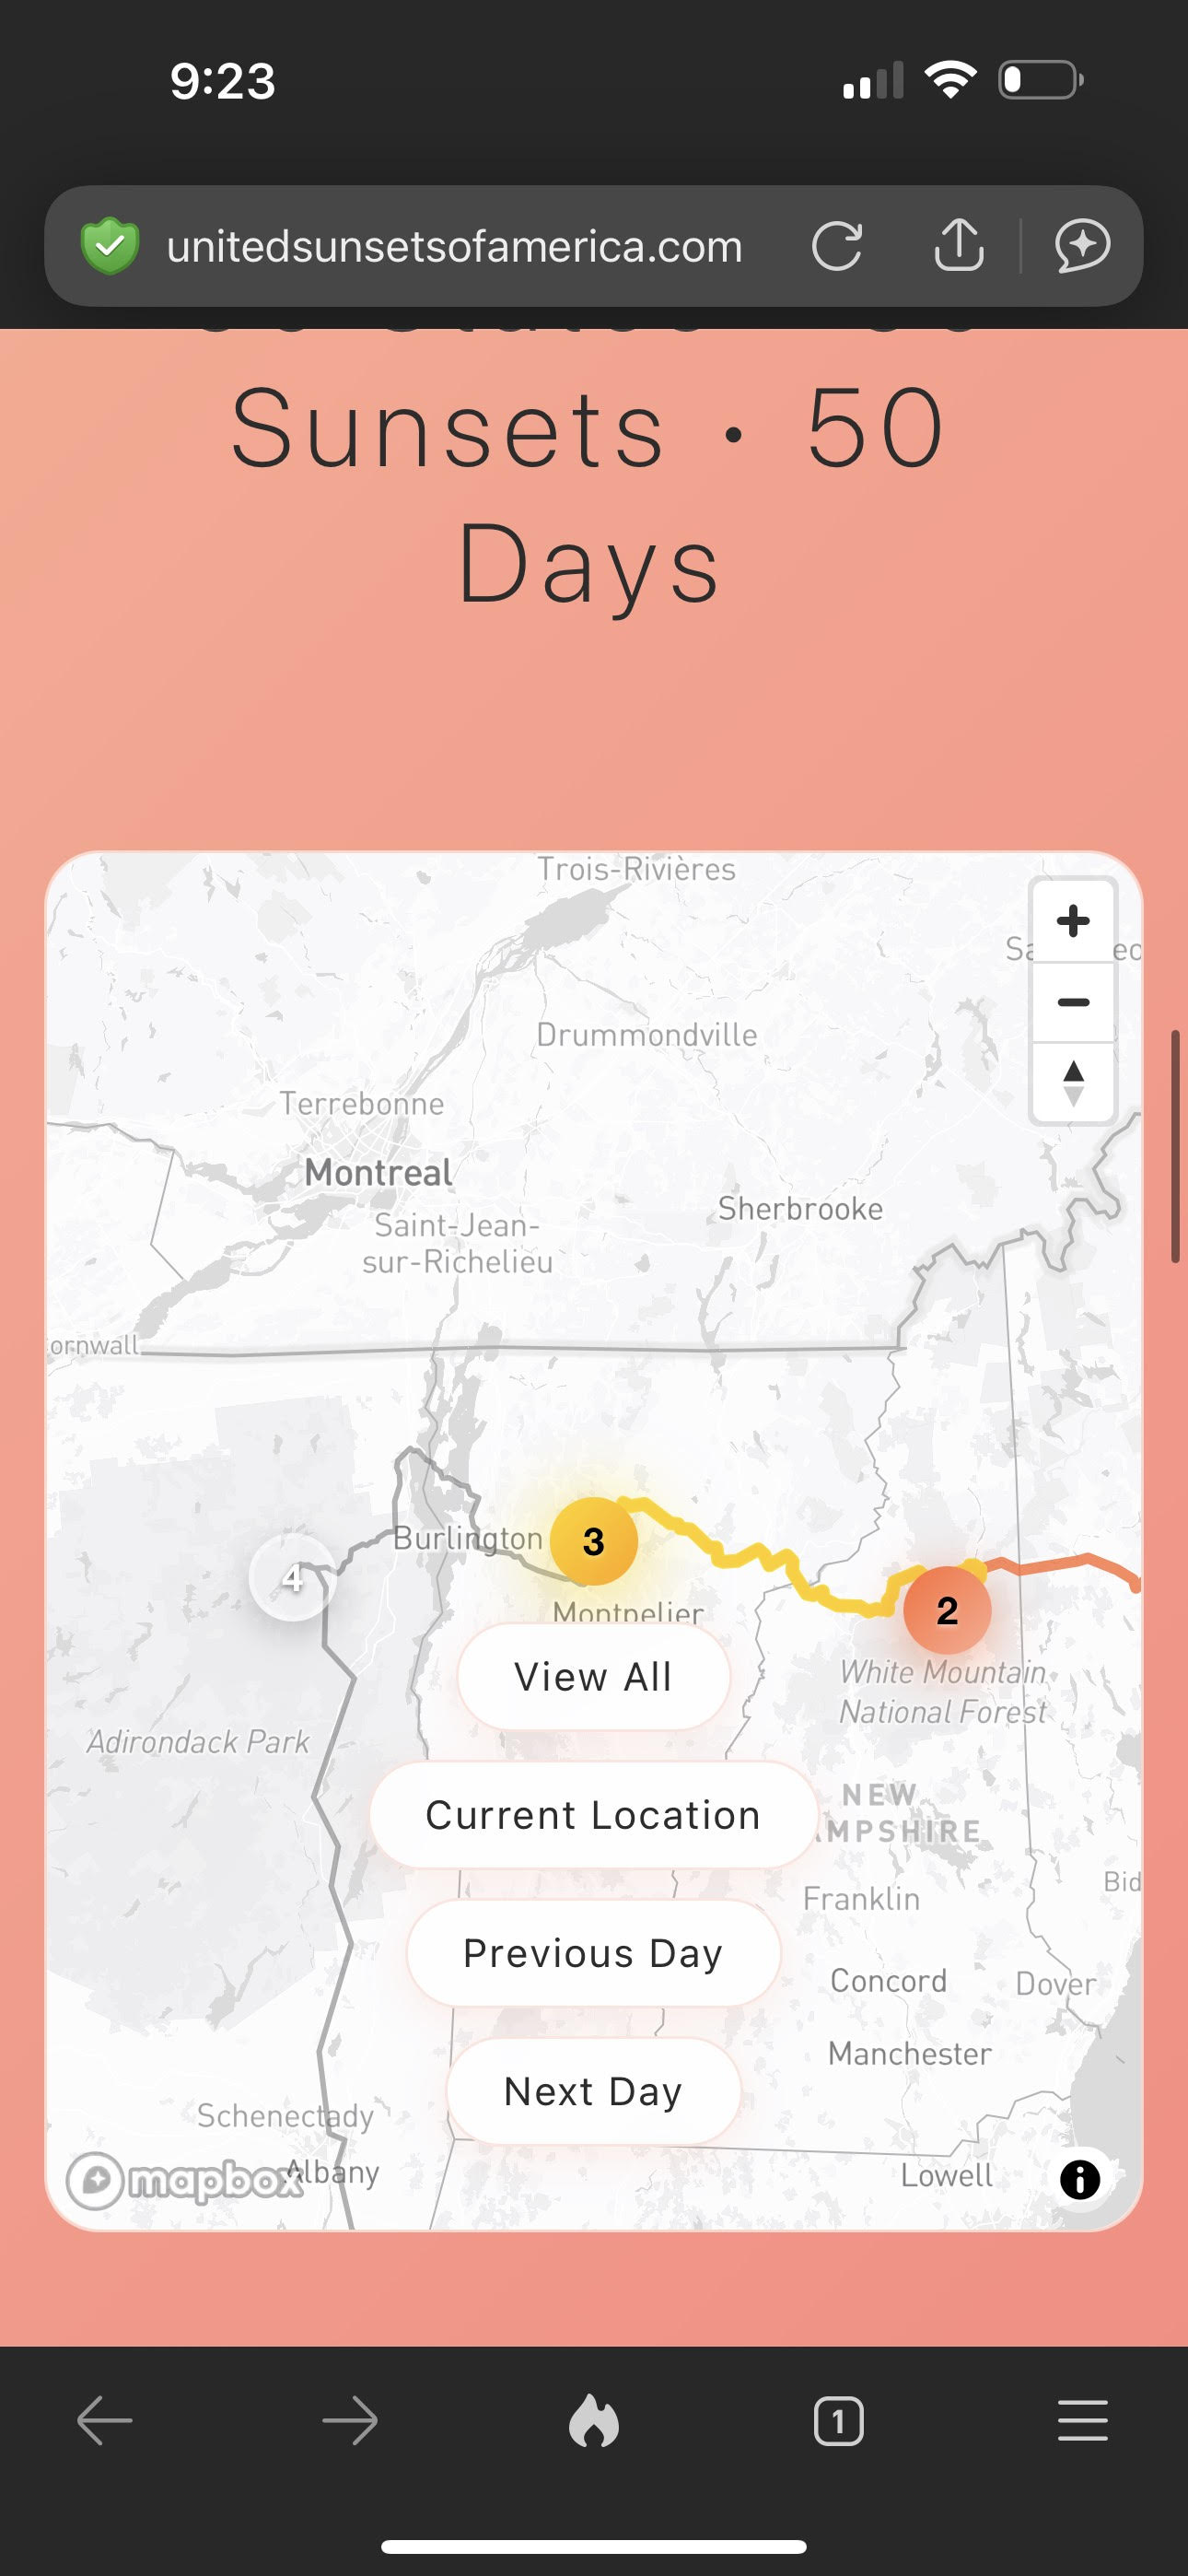 9:23
unitedsunsetsofamerica.com
Sunsets • 50
Days
Trois-Rivières
Drummondville
Terrebonne
Montreal
Sherbrooke
Saint-Jean-
sur-Richelieu
ornwall
Burlington
3
4
2
Montpelier
View All
White Mountain
National Forest
Adirondack Park
Current Location
NEW
MPSHIRE
Bid
Franklin
Previous Day
Concord
Dover
Manchester
Next Day
Schenectady
mapbox
Albany
Lowell
1